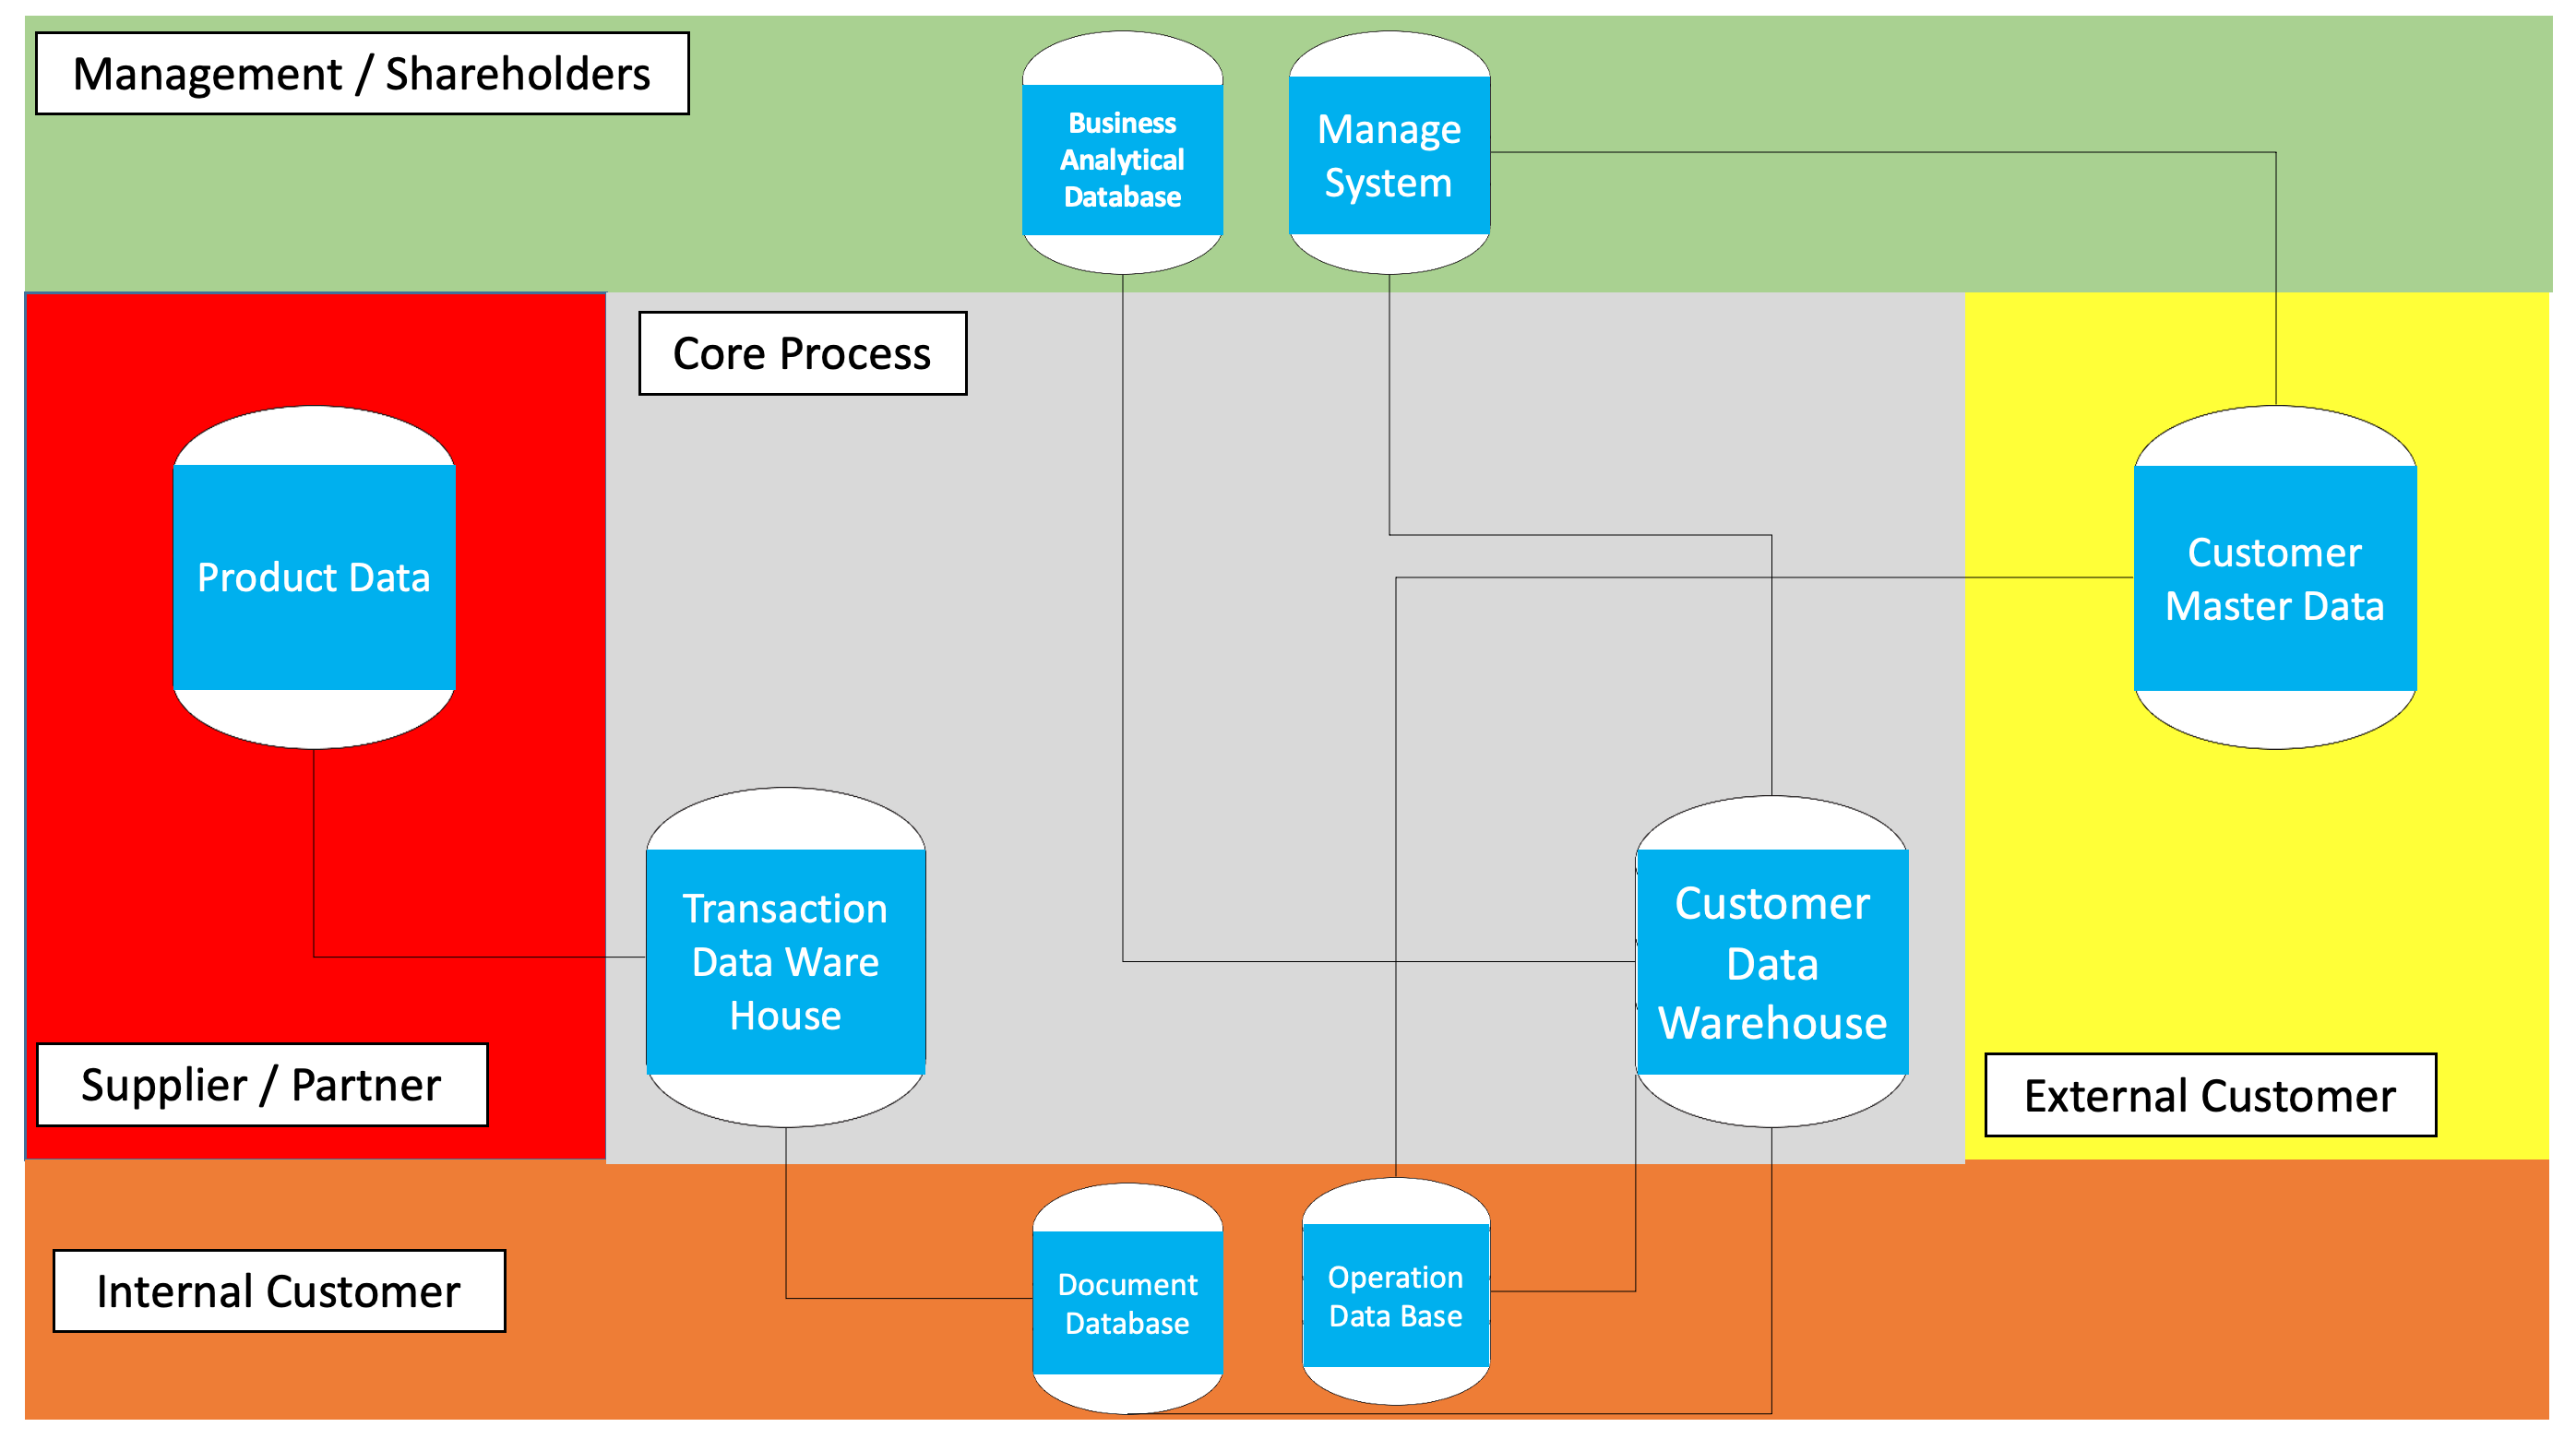 Management / Shareholders
Business
Analytical
Database
Manage
System
Core Process
Product Data
Customer
Master Data
Transaction
Data Ware
House
Customer
Data
Warehouse
Supplier / Partner
External Customer
Internal Customer
Document
Database
Operation
Data Base